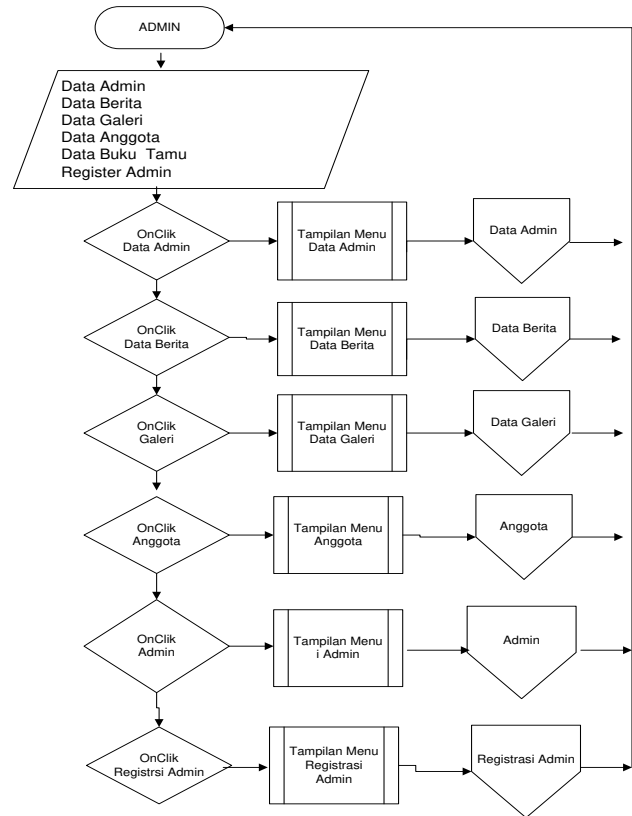 ADMIN
Data Admin
Data Berita
Data Galeri
Data Anggota
Data Buku Tamu
Register Admin
OnClik
Data Admin
Tampilan Menu
Data Admin
Data Admin
OnClik
Data Berita
Tampilan Menu
Data Berita
Data Berita
OnClik
Galeri
Tampilan Menu
Data Galeri
Data Galeri
OnClik
Anggota
Tampilan Menu
Anggota
Anggota
OnClik
Admin
Tampilan Menu
i Admin
Admin
OnClik
Registrsi Admin
Tampilan Menu
Registrasi
Admin
Registrasi Admin